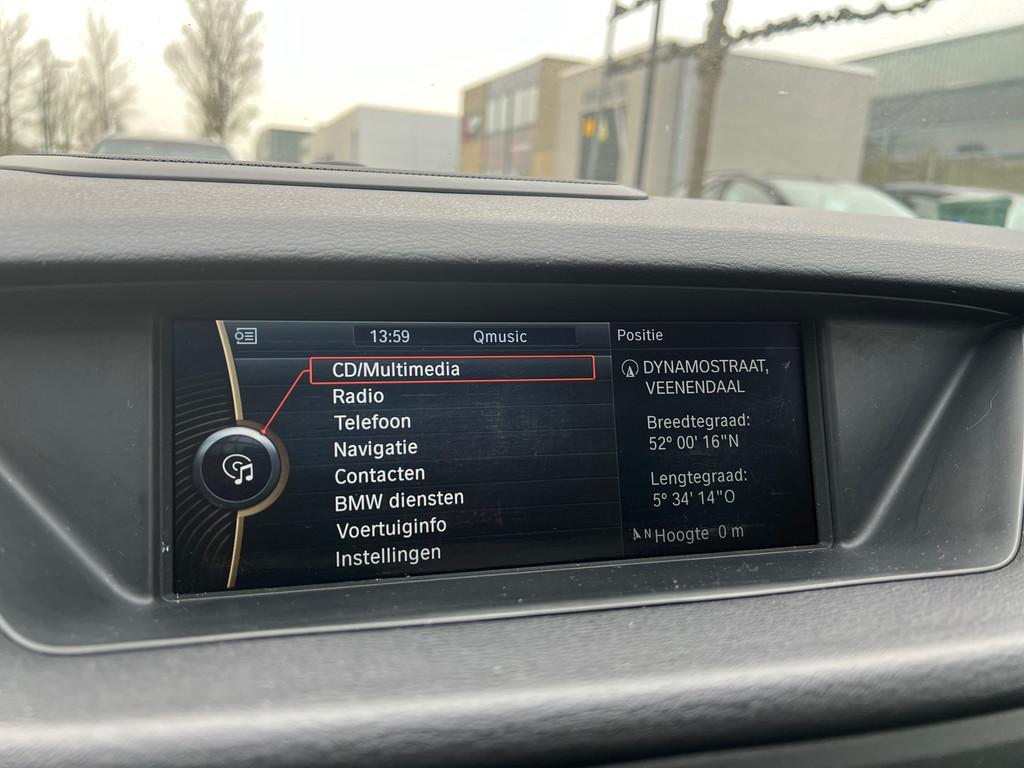 13:59 Qmusic
CD/Multimedia
Radio
Telefoon
Navigatie
Contacten
BMW diensten
Voertuiginfo
Instellingen
Positie
DYNAMOSTRAAT,
VEENENDAAL
Breedtegraad:
52° 00' 16"N
Lengtegraad:
5° 34' 14"O
N Hoogte 0 m